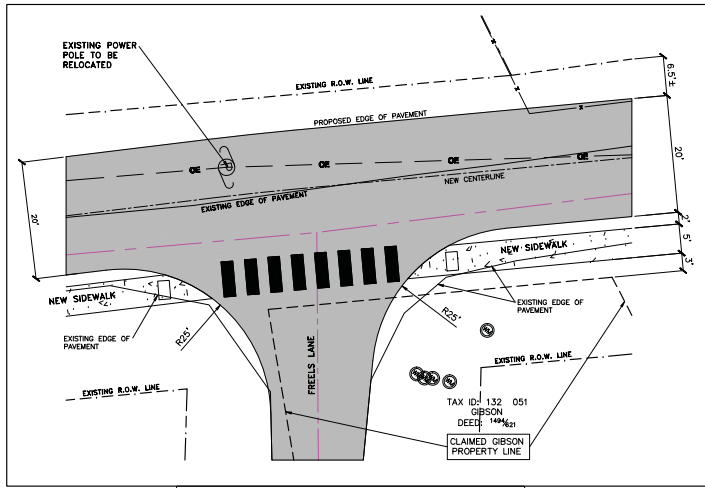 EXISTING POWER
POLE TO BE
RELOCATED
EXISTING R.O.W. LINE
6.5'±
PROPOSED EDGE OF PAVEMENT
OE
OE
OE
OE
20'
20'
NEW CENTERLINE
EXISTING EDGE OF PAVEMENT
2'
5'
3'
NEW SIDEWALK
NEW SIDEWALK
EXISTING EDGE OF
PAVEMENT
EXISTING EDGE OF
PAVEMENT
R25'
R25'
FREELS LANE
EXISTING R.O.W. LINE
EXISTING R.O.W. LINE
TAX ID: 132 051
GIBSON
DEED: 1494/621
CLAIMED GIBSON
PROPERTY LINE